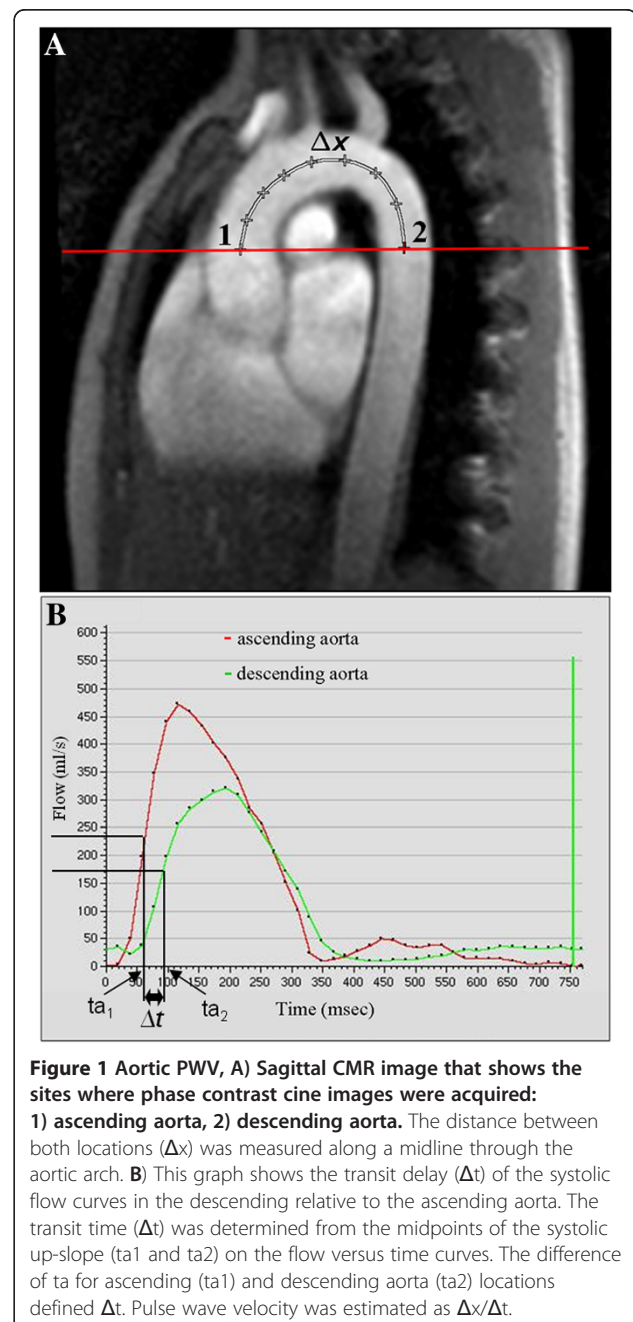 A
Δx
1
2
B
600
550
500
450
400
350
300
250
200
150
100
50
0
Flow (ml/s)
ascending aorta
descending aorta
0 50 100 150 200 250 300 350 400 450 500 550 600 650 700 750
ta1
Δt
ta2
Time (msec)
Figure 1 Aortic PWV, A) Sagittal CMR image that shows the
sites where phase contrast cine images were acquired:
1) ascending aorta, 2) descending aorta. The distance between
both locations (Δx) was measured along a midline through the
aortic arch. B) This graph shows the transit delay (Δt) of the systolic
flow curves in the descending relative to the ascending aorta. The
transit time (Δt) was determined from the midpoints of the systolic
up-slope (ta1 and ta2) on the flow versus time curves. The difference
of ta for ascending (ta1) and descending aorta (ta2) locations
defined Δt. Pulse wave velocity was estimated as Δx/Δt.